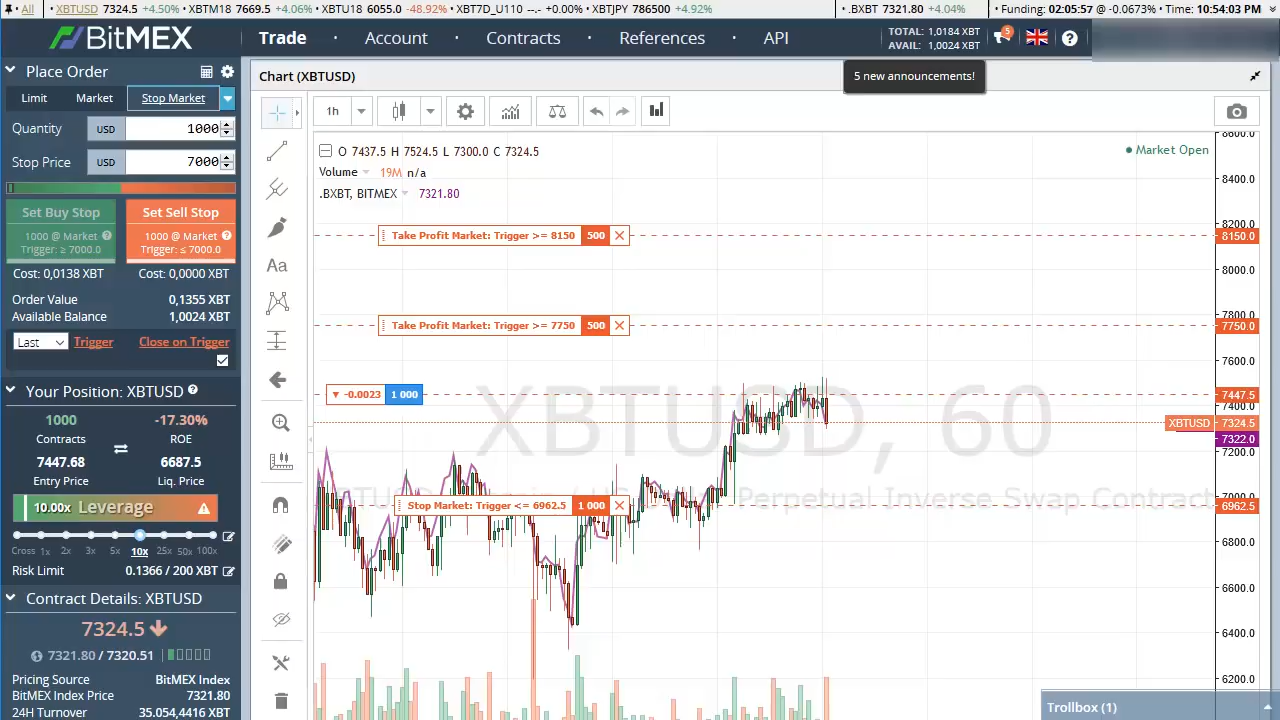 All XBTUSD 7324.5 +4.50% XBTM18 7669.5 +4.06% XBTU18 6055.0 -48.92% XBT7D_U110 --.- +0.00% XBTJPY 786500 +4.92% .BXBT 7321.80 +4.04% Funding: 02:05:57 @ -0.0673% Time: 10:54:03 PM
BitMEX
Trade · Account · Contracts · References · API
TOTAL: 1,0184 XBT
AVAIL: 1,0024 XBT
5
5 new announcements!
Place Order
Limit Market Stop Market
Quantity USD 1000
Stop Price USD 7000
Set Buy Stop Set Sell Stop
1000 @ Market 1000 @ Market
Trigger: ≥ 7000.0 Trigger: ≤ 7000.0
Cost: 0,0138 XBT Cost: 0,0000 XBT
Order Value 0,1355 XBT
Available Balance 1,0024 XBT
Last Trigger Close on Trigger
Your Position: XBTUSD
1000 -17.30%
Contracts ROE
7447.68 6687.5
Entry Price Liq. Price
10.00x Leverage
Cross 1x 2x 3x 5x 10x 25x 50x 100x
Risk Limit 0.1366 / 200 XBT
Contract Details: XBTUSD
7324.5
7321.80 / 7320.51
Pricing Source BitMEX Index
BitMEX Index Price 7321.80
24H Turnover 35.054,4416 XBT
Chart (XBTUSD)
1h
O 7437.5 H 7524.5 L 7300.0 C 7324.5
Volume 19M n/a
.BXBT, BITMEX 7321.80
Market Open
Aa
Take Profit Market: Trigger >= 8150 500
Take Profit Market: Trigger >= 7750 500
-0.0023 1 000
Stop Market: Trigger <= 6962.5 1 000
XBTUSD, 60
Perpetual Inverse Swap Contract
8600.0
8400.0
8200.0
8150.0
8000.0
7800.0
7750.0
7600.0
7447.5
7400.0
XBTUSD 7324.5
7322.0
7200.0
7000.0
6962.5
6800.0
6600.0
6400.0
6200.0
Trollbox (1)